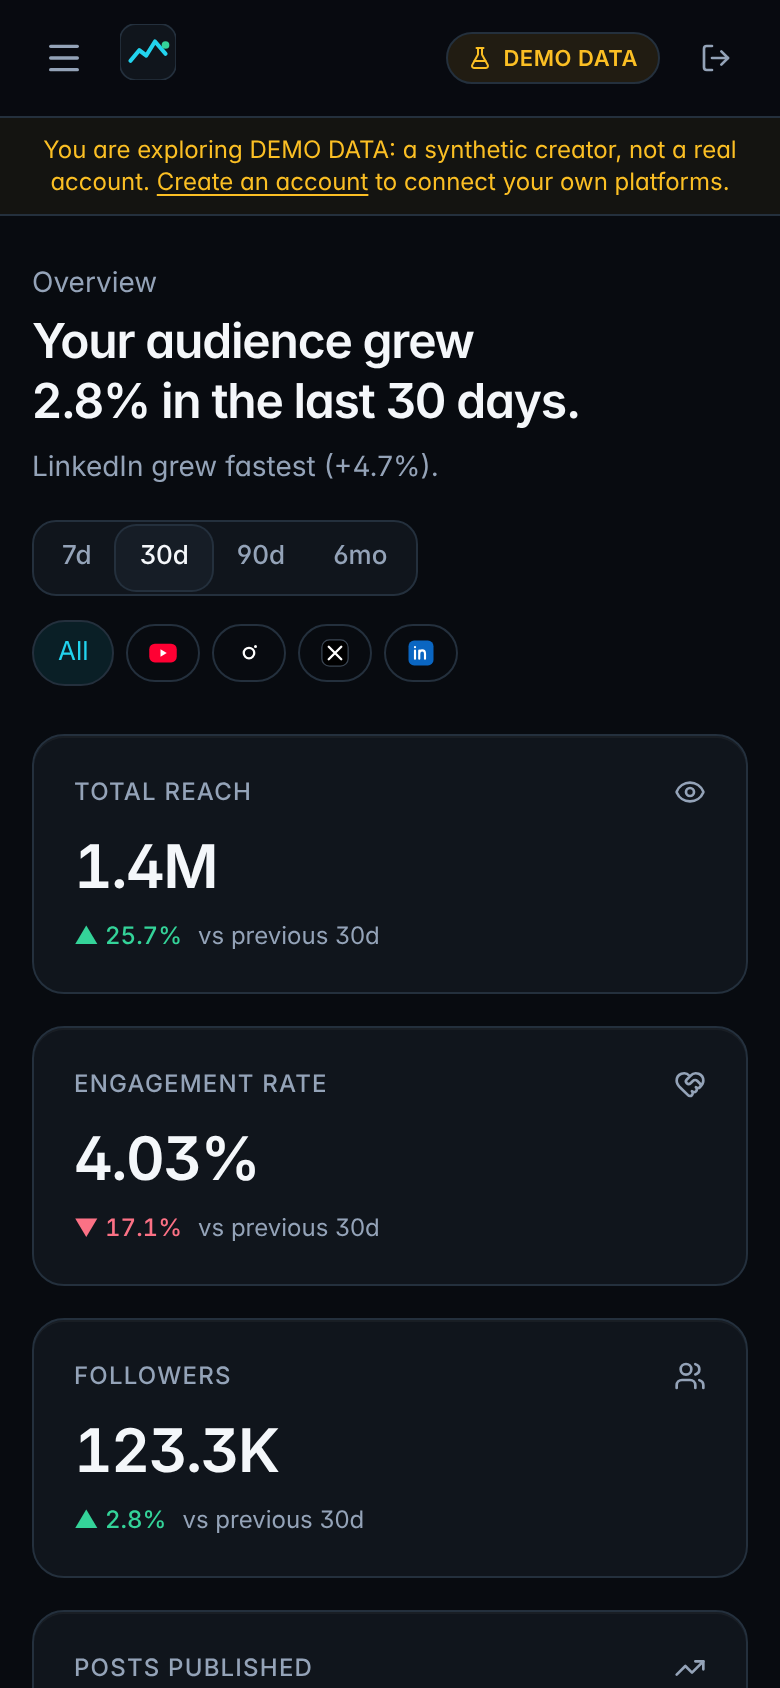 DEMO DATA
You are exploring DEMO DATA: a synthetic creator, not a real
account. Create an account to connect your own platforms.
Overview
Your audience grew
2.8% in the last 30 days.
LinkedIn grew fastest (+4.7%).
7d 30d 90d 6mo
All in
TOTAL REACH
1.4M
▲ 25.7% vs previous 30d
ENGAGEMENT RATE
4.03%
▼ 17.1% vs previous 30d
FOLLOWERS
123.3K
▲ 2.8% vs previous 30d
POSTS PUBLISHED